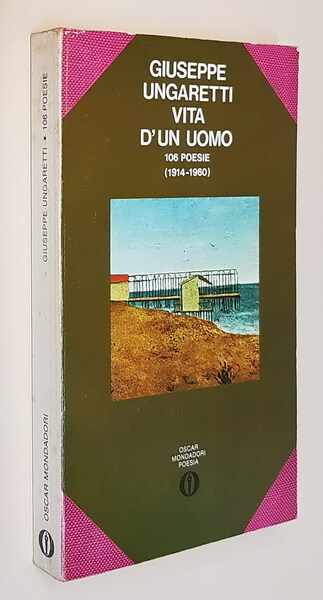 GIUSEPPE
UNGARETTI
VITA
D'UN UOMO
106 POESIE
(1914-1960)
OSCAR
MONDADORI
POESIA
GIUSEPPE UNGARETTI • 106 POESIE
OSCAR MONDADORI